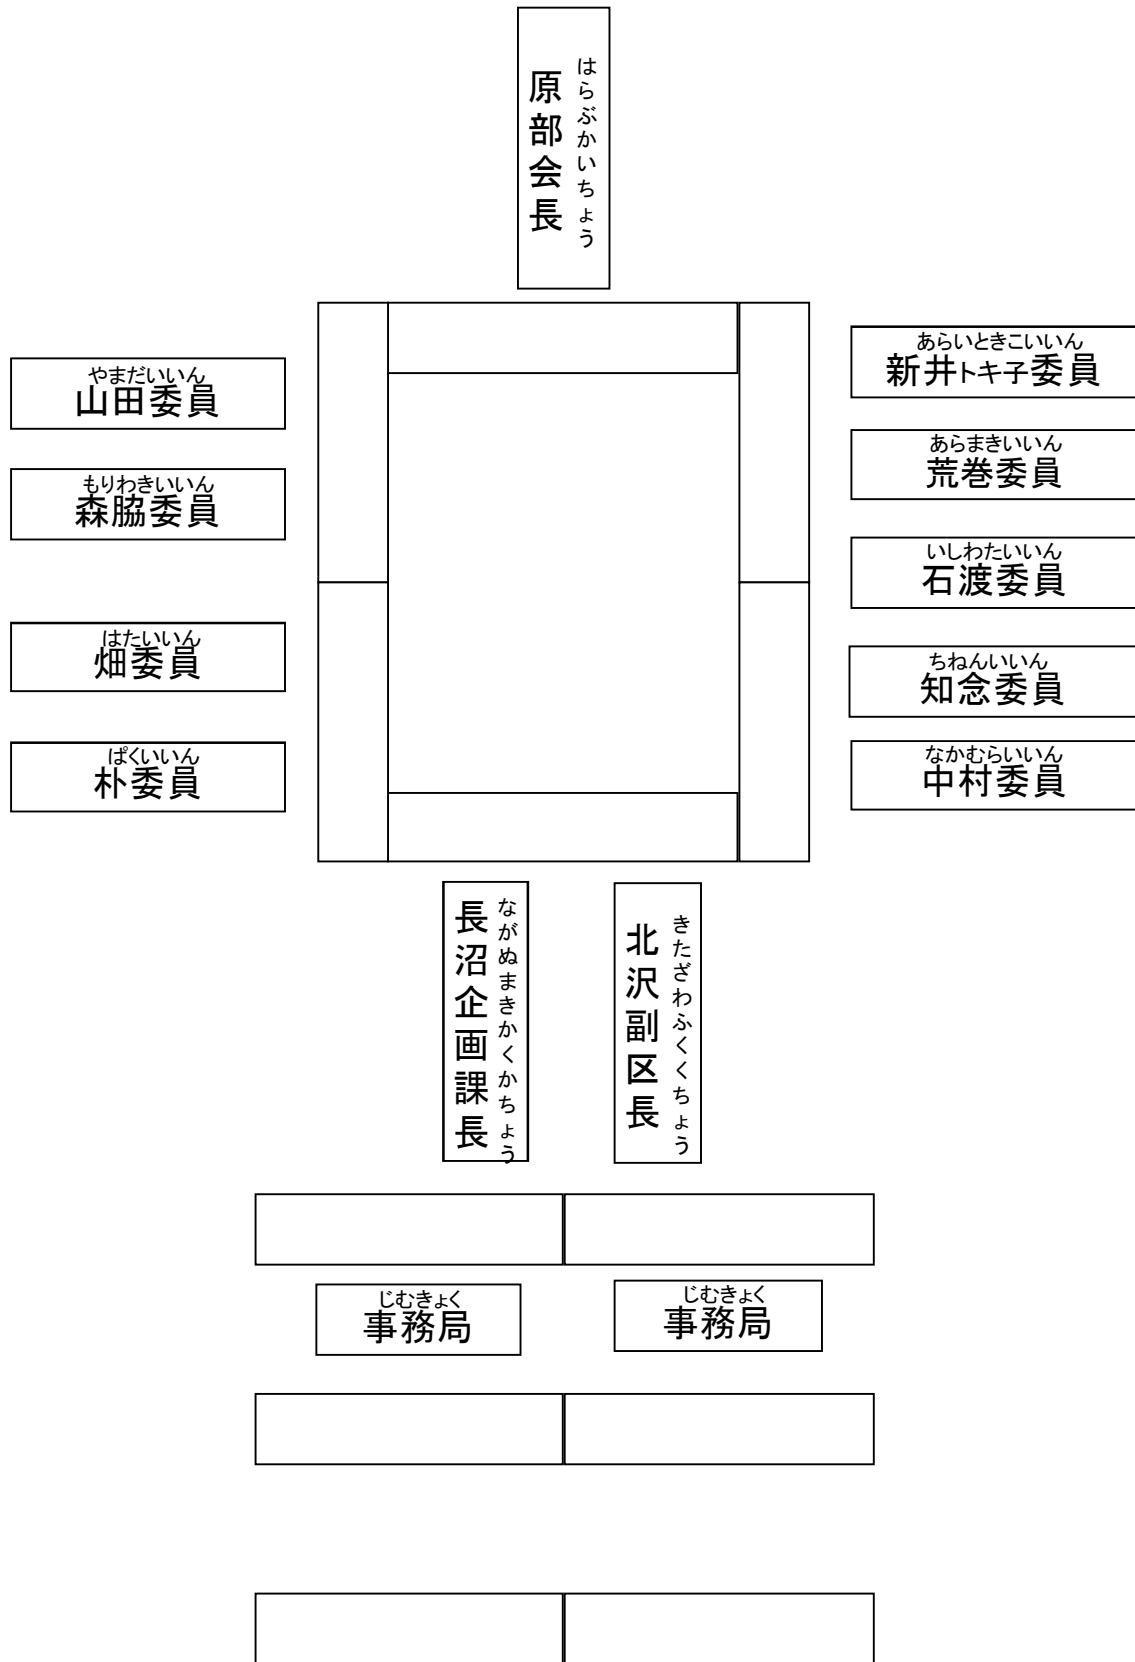 はらぶかいちょう
原部会長
やまだいいん
山田委員
もりわきいいん
森脇委員
はたいいん
畑委員
ぱくいいん
朴委員
あらいときこいいん
新井トキ子委員
あらまきいいん
荒巻委員
いしわたいいん
石渡委員
ちねんいいん
知念委員
なかむらいいん
中村委員
ながぬまきかくかちょう
長沼企画課長
きたざわふくくちょう
北沢副区長
じむきょく
事務局
じむきょく
事務局